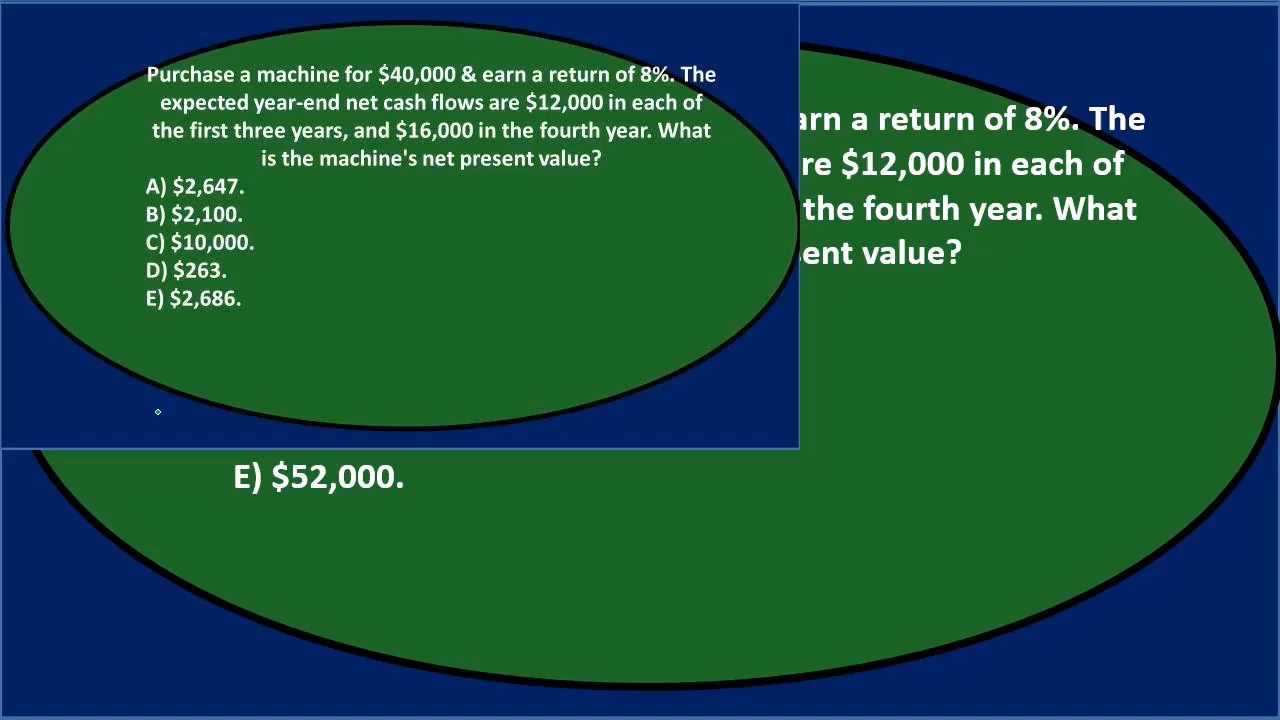 Purchase a machine for $40,000 & earn a return of 8%. The
expected year-end net cash flows are $12,000 in each of
the first three years, and $16,000 in the fourth year. What
is the machine's net present value?
A) $2,647.
B) $2,100.
C) $10,000.
D) $263.
E) $2,686.
arn a return of 8%. The
re $12,000 in each of
the fourth year. What
ent value?
E) $52,000.